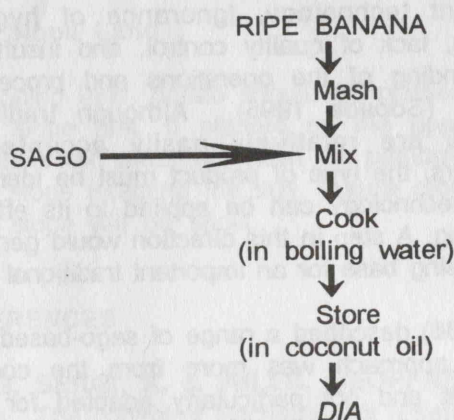 RIPE BANANA
Mash
SAGO
Mix
Cook
(in boiling water)
Store
(in coconut oil)
DIA